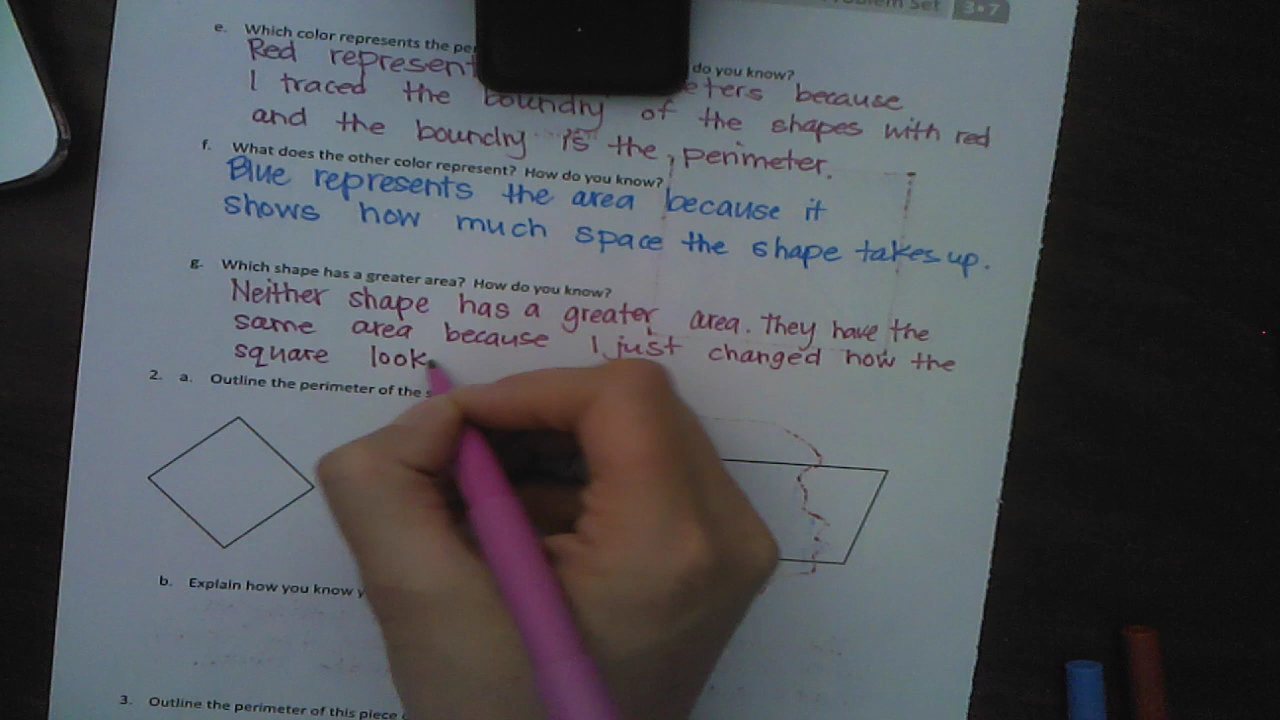 Problem Set 3•7
e. Which color represents the do you know?
Red eters because
I traced the boundry of the shapes with red
and the boundry is the perimeter.
f. What does the other color represent? How do you know?
Blue represents the area because it
shows how much space the shape takes up.
g. Which shape has a greater area? How do you know?
Neither shape has a greater area. They have the
same area because I just changed how the
square look
2. a. Outline the perimeter of the
b. Explain how you know
3. Outline the perimeter of this piece